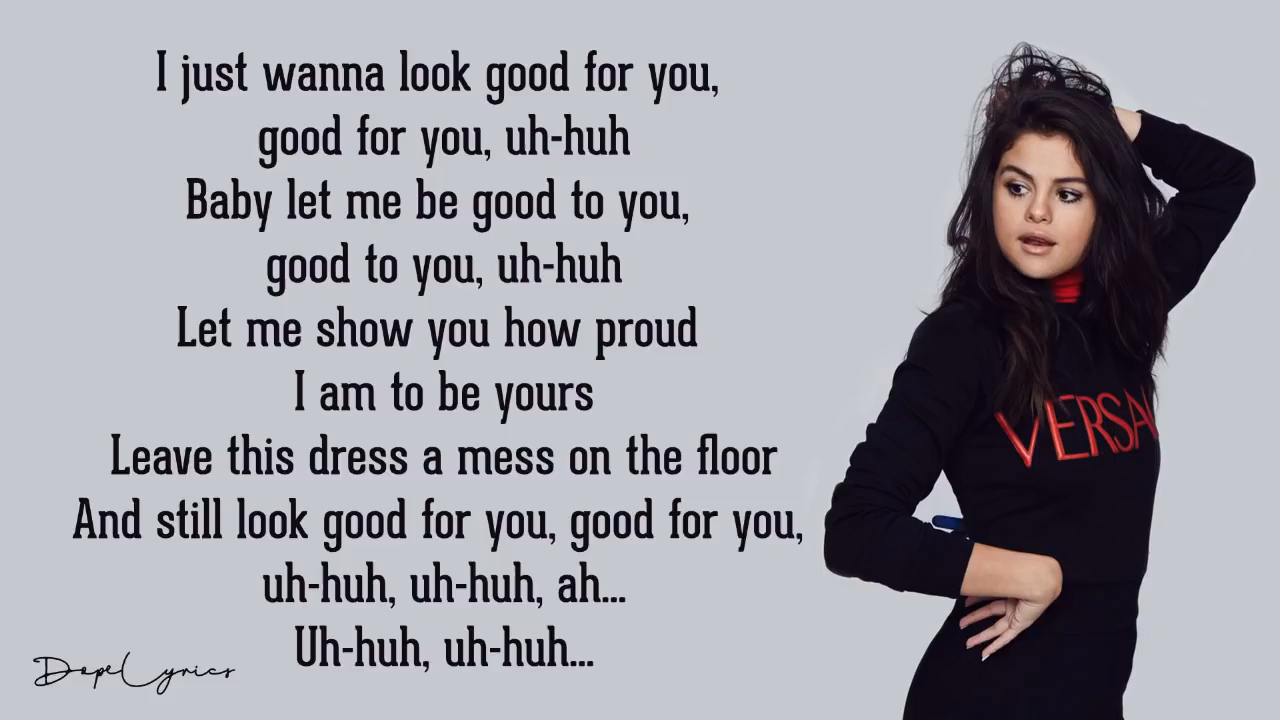 I just wanna look good for you,
good for you, uh-huh
Baby let me be good to you,
good to you, uh-huh
Let me show you how proud
I am to be yours
Leave this dress a mess on the floor
And still look good for you, good for you,
uh-huh, uh-huh, ah...
Uh-huh, uh-huh...
DopeLyrics
VERSA